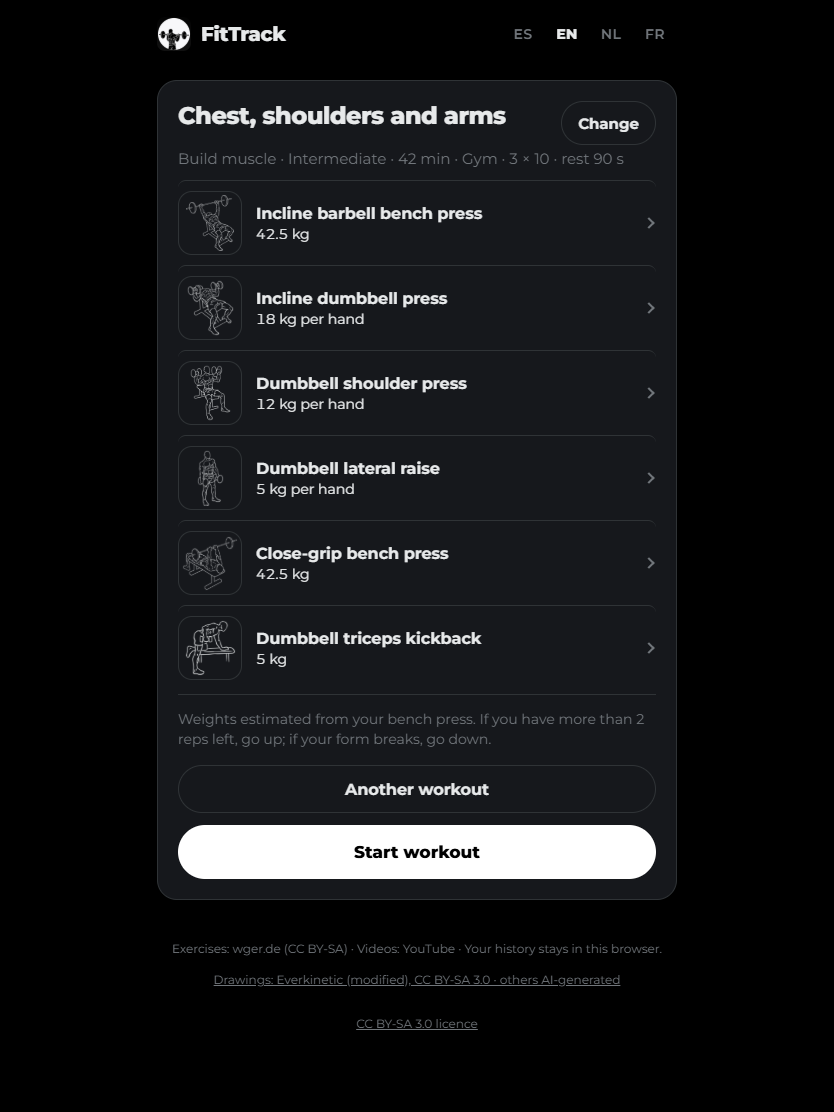 FitTrack
ES EN NL FR
Chest, shoulders and arms
Change
Build muscle · Intermediate · 42 min · Gym · 3 × 10 · rest 90 s
Incline barbell bench press
42.5 kg
Incline dumbbell press
18 kg per hand
Dumbbell shoulder press
12 kg per hand
Dumbbell lateral raise
5 kg per hand
Close-grip bench press
42.5 kg
Dumbbell triceps kickback
5 kg
Weights estimated from your bench press. If you have more than 2
reps left, go up; if your form breaks, go down.
Another workout
Start workout
Exercises: wger.de (CC BY-SA) · Videos: YouTube · Your history stays in this browser.
Drawings: Everkinetic (modified), CC BY-SA 3.0 · others AI-generated
CC BY-SA 3.0 licence